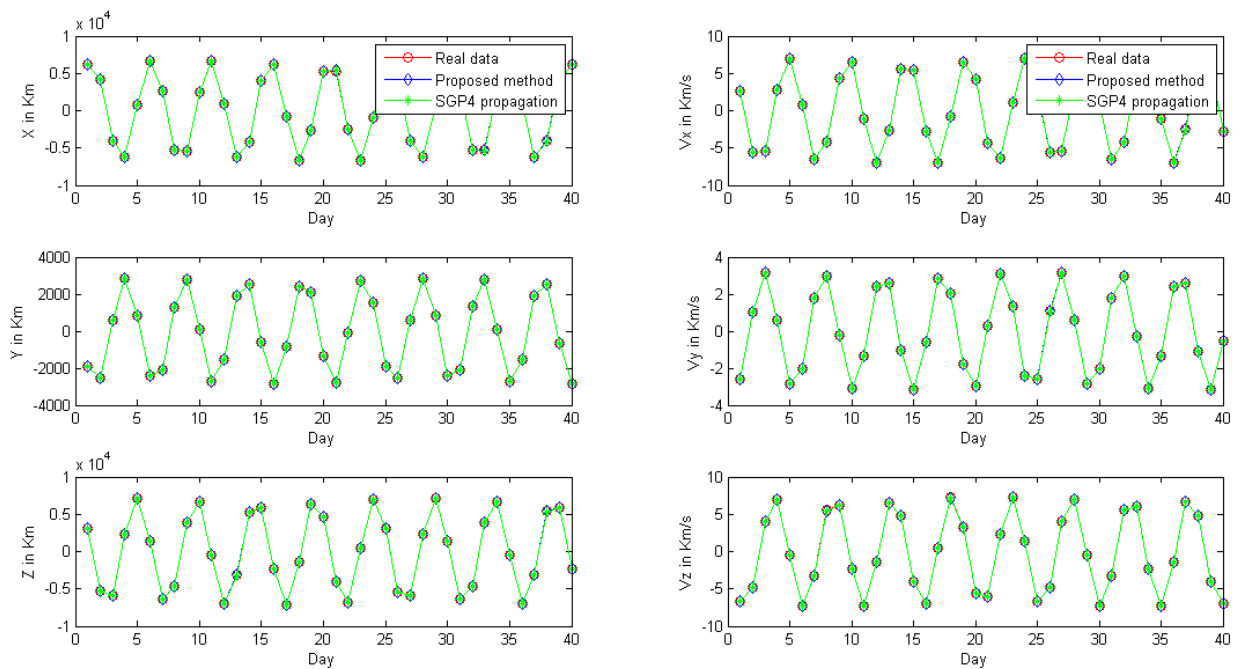 x 10^4
1
0.5
0
-0.5
-1
X in Km
0 5 10 15 20 25 30 35 40
Day
Real data
Proposed method
SGP4 propagation
10
5
0
-5
-10
Vx in Km/s
0 5 10 15 20 25 30 35 40
Day
Real data
Proposed method
SGP4 propagation
4000
2000
0
-2000
-4000
Y in Km
0 5 10 15 20 25 30 35 40
Day
4
2
0
-2
-4
Vy in Km/s
0 5 10 15 20 25 30 35 40
Day
x 10^4
1
0.5
0
-0.5
-1
Z in Km
0 5 10 15 20 25 30 35 40
Day
10
5
0
-5
-10
Vz in Km/s
0 5 10 15 20 25 30 35 40
Day